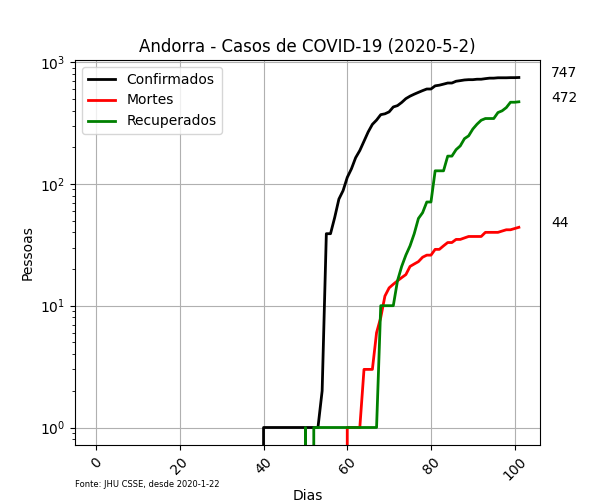 Andorra - Casos de COVID-19 (2020-5-2)
Confirmados
Mortes
Recuperados
747
472
44
10³
10²
10¹
10⁰
Pessoas
0
20
40
60
80
100
Fonte: JHU CSSE, desde 2020-1-22
Dias